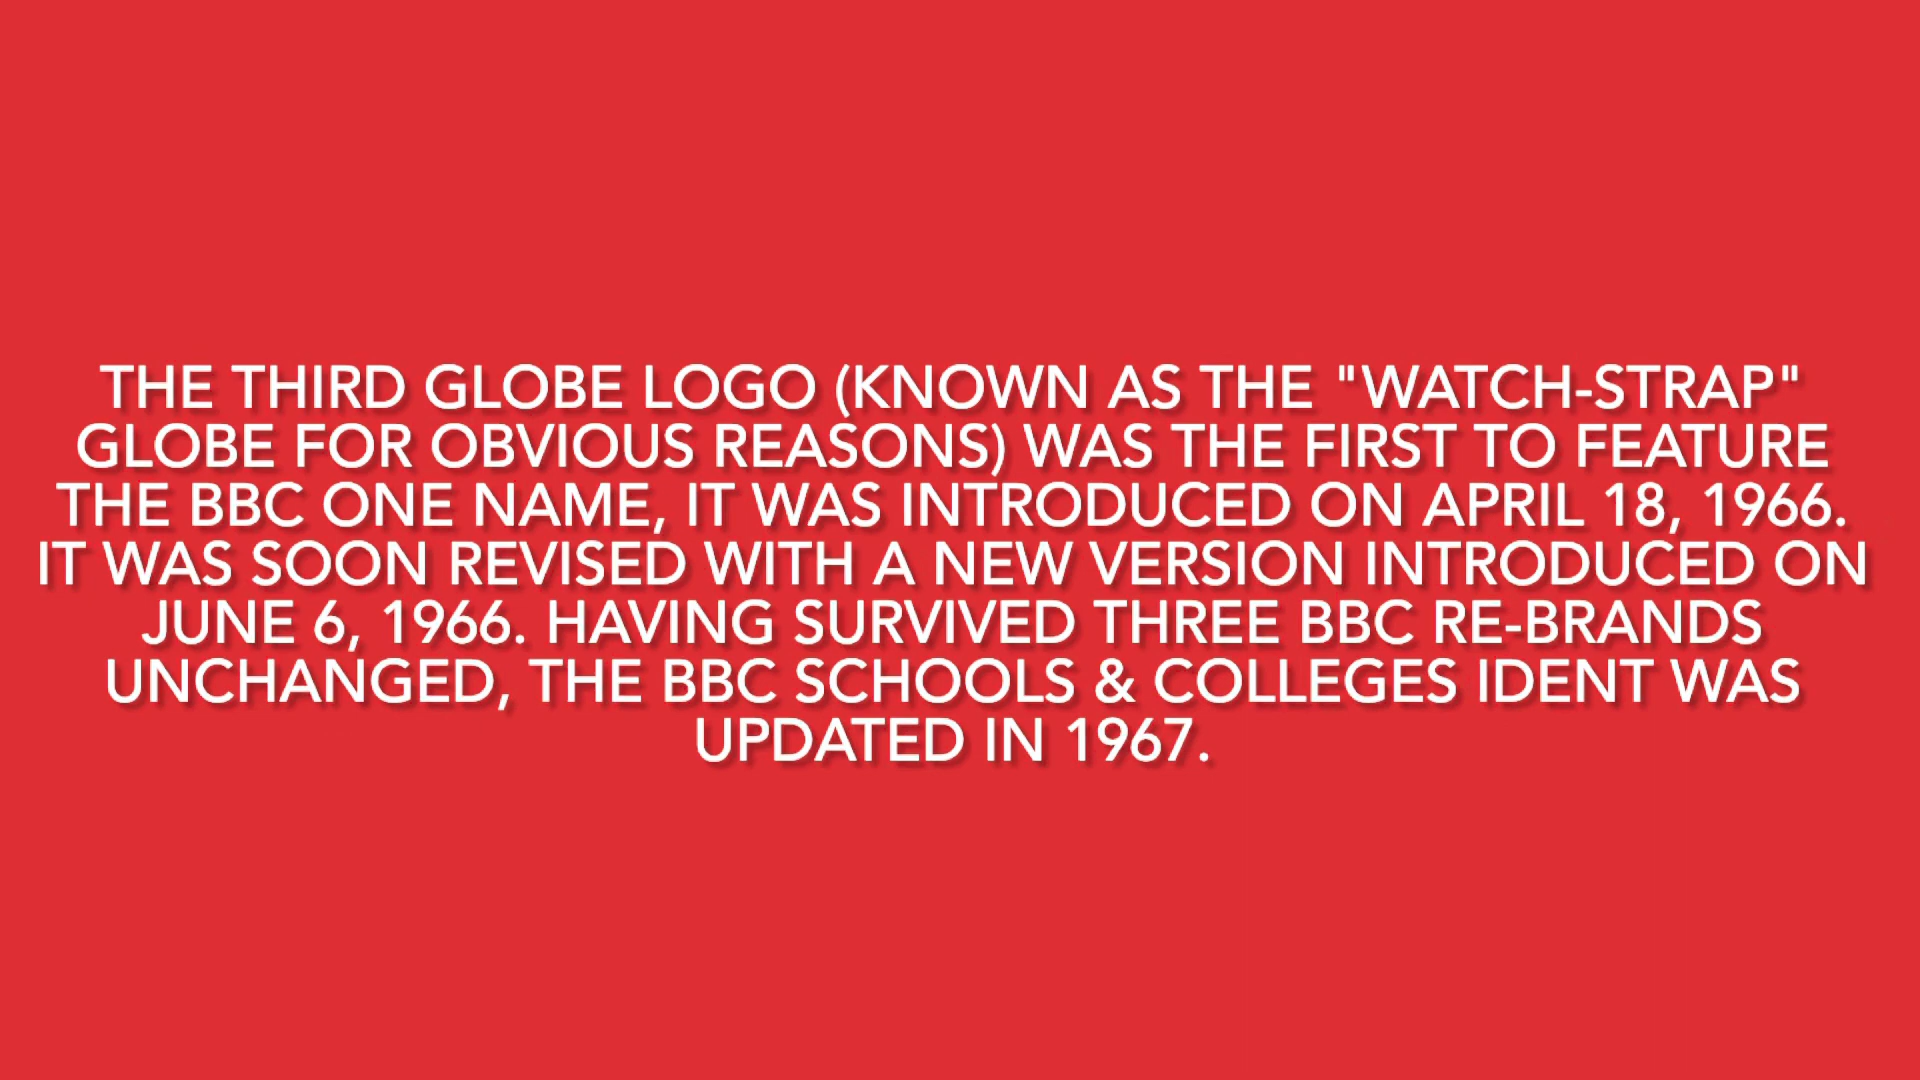 THE THIRD GLOBE LOGO (KNOWN AS THE "WATCH-STRAP"
GLOBE FOR OBVIOUS REASONS) WAS THE FIRST TO FEATURE
THE BBC ONE NAME, IT WAS INTRODUCED ON APRIL 18, 1966.
IT WAS SOON REVISED WITH A NEW VERSION INTRODUCED ON
JUNE 6, 1966. HAVING SURVIVED THREE BBC RE-BRANDS
UNCHANGED, THE BBC SCHOOLS & COLLEGES IDENT WAS
UPDATED IN 1967.